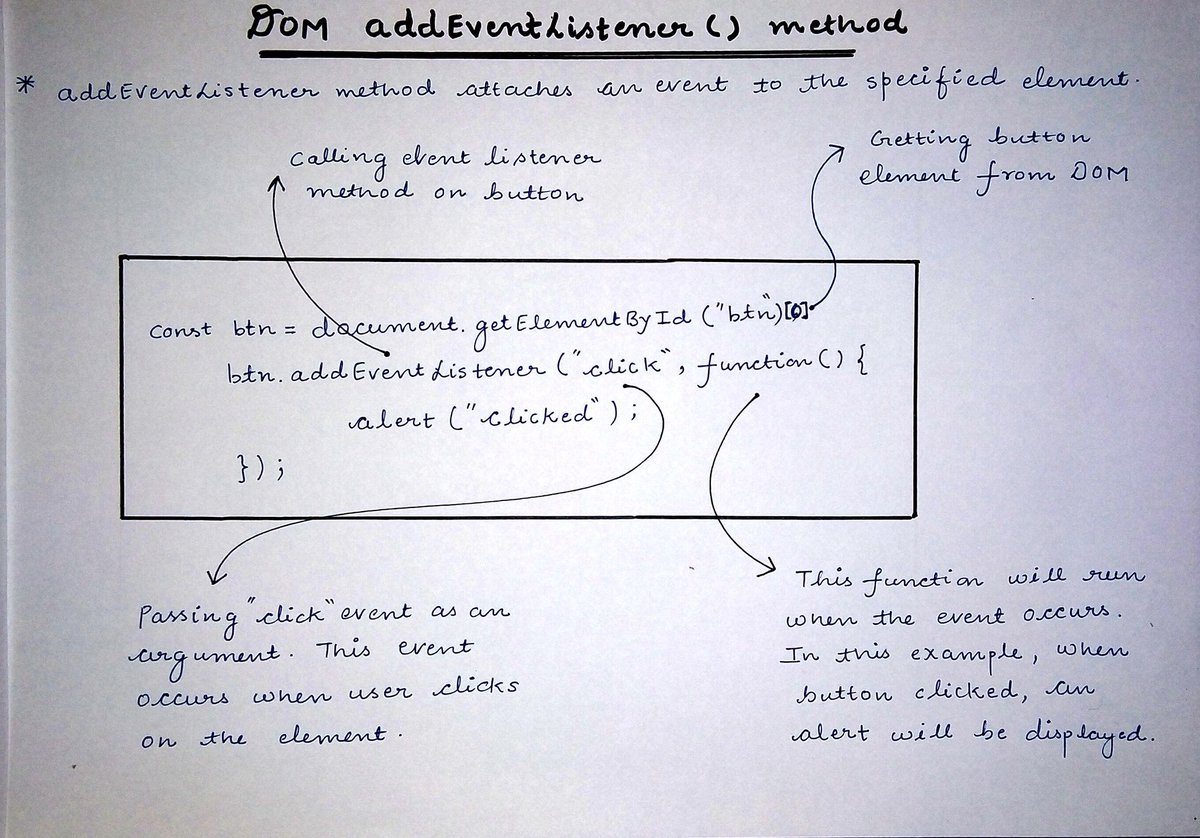 DOM addEventListener() method
* addEventListener method attaches an event to the specified element.
Calling event listener
method on button
Getting button
element from DOM
const btn = document.getElementById ("btn")[0]
btn.addEventListener ("click", function() {
alert ("clicked");
});
Passing "click" event as an
argument. This event
occurs when user clicks
on the element.
This function will run
when the event occurs.
In this example, when
button clicked, an
alert will be displayed.